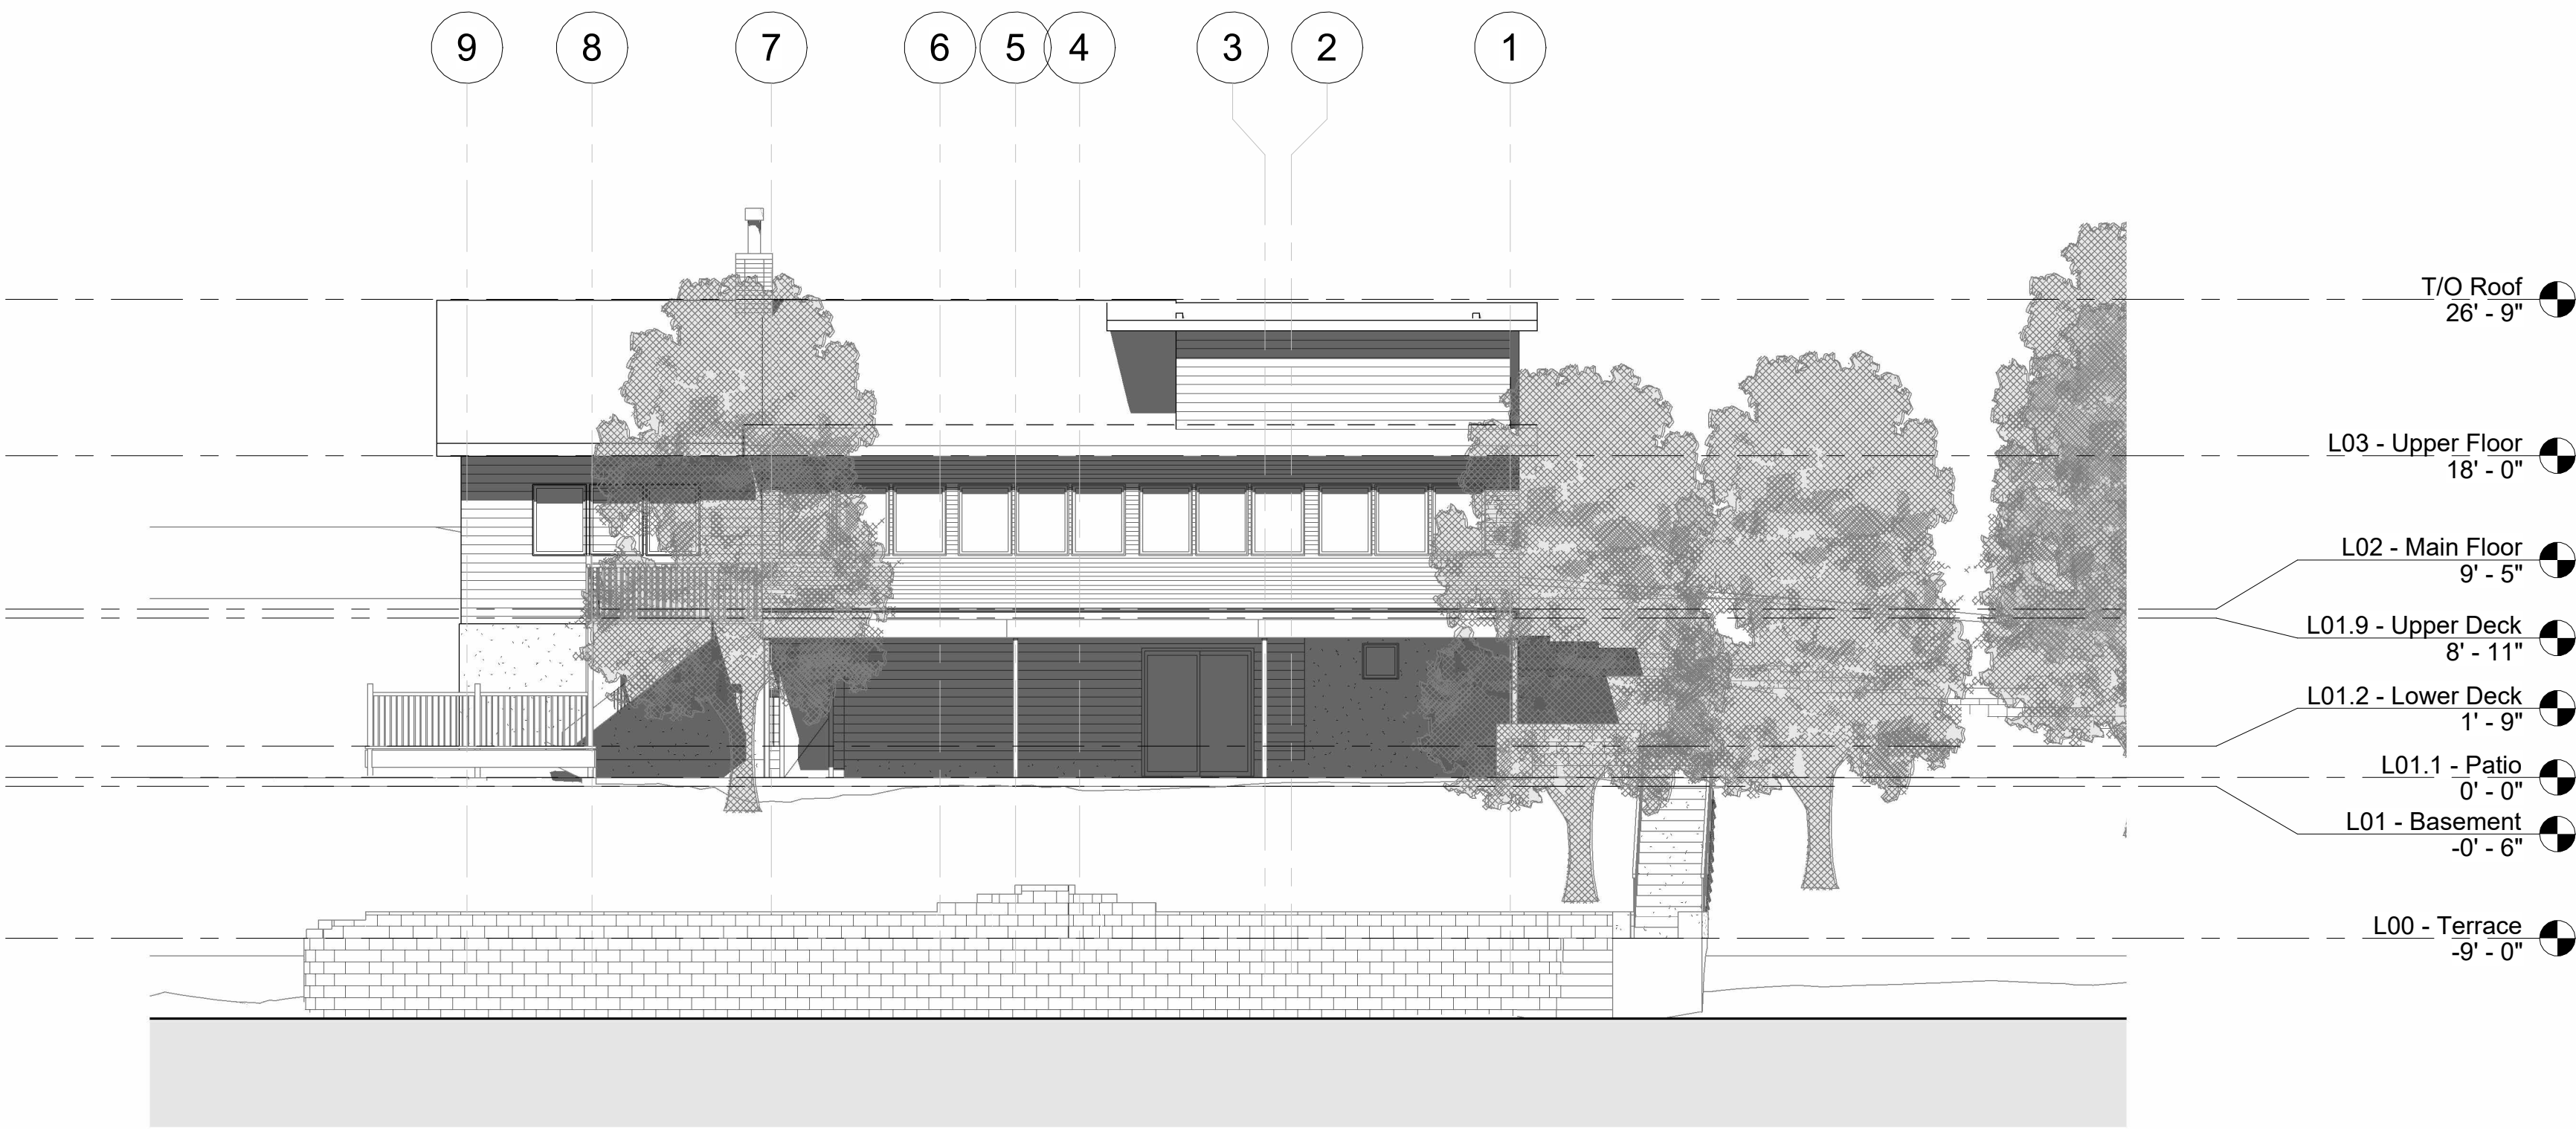 9 8 7 6 5 4 3 2 1
T/O Roof
26' - 9"
L03 - Upper Floor
18' - 0"
L02 - Main Floor
9' - 5"
L01.9 - Upper Deck
8' - 11"
L01.2 - Lower Deck
1' - 9"
L01.1 - Patio
0' - 0"
L01 - Basement
-0' - 6"
L00 - Terrace
-9' - 0"